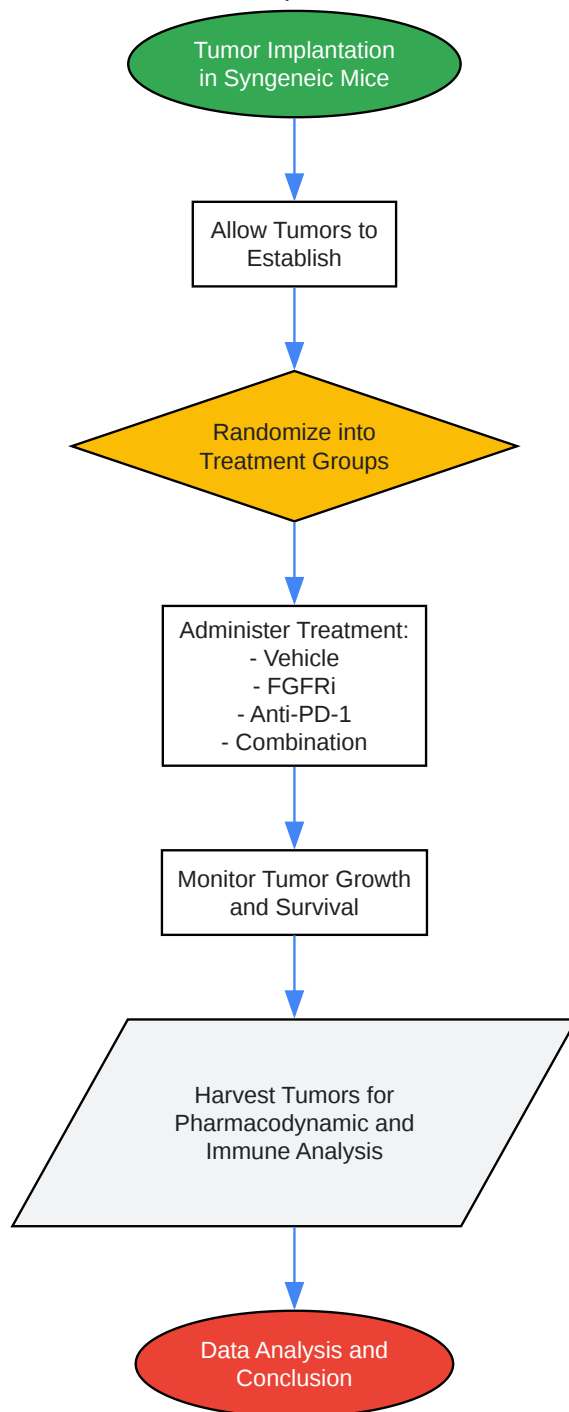 Tumor Implantation
in Syngeneic Mice
Allow Tumors to
Establish
Randomize into
Treatment Groups
Administer Treatment:
- Vehicle
- FGFRi
- Anti-PD-1
- Combination
Monitor Tumor Growth
and Survival
Harvest Tumors for
Pharmacodynamic and
Immune Analysis
Data Analysis and
Conclusion